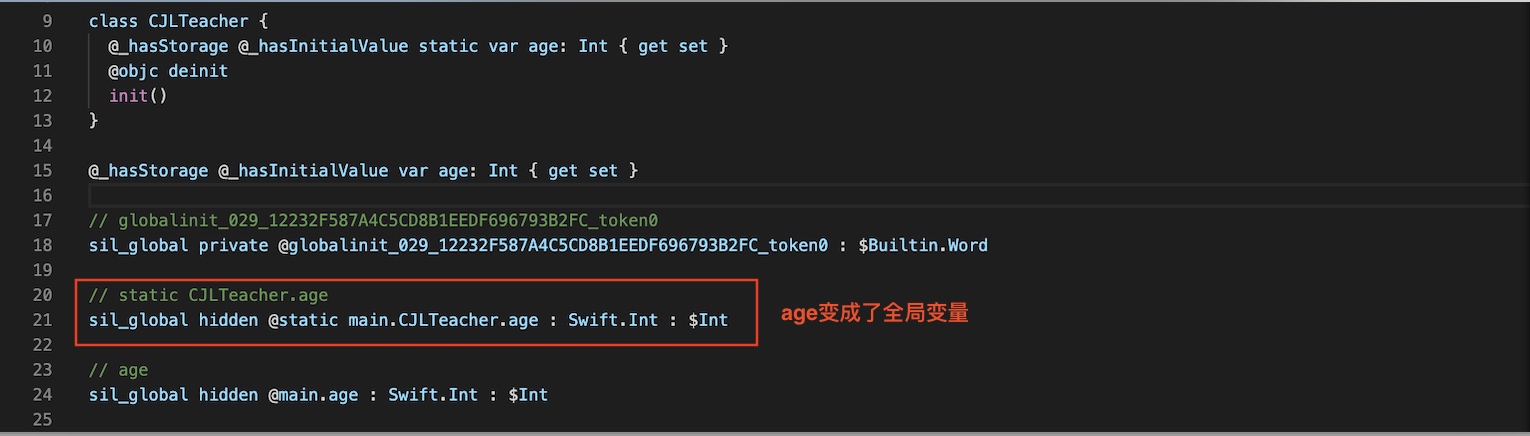 9 class CJLTeacher {
10 @_hasStorage @_hasInitialValue static var age: Int { get set }
11 @objc deinit
12 init()
13 }
14
15 @_hasStorage @_hasInitialValue var age: Int { get set }
16
17 // globalinit_029_12232F587A4C5CD8B1EEDF696793B2FC_token0
18 sil_global private @globalinit_029_12232F587A4C5CD8B1EEDF696793B2FC_token0 : $Builtin.Word
19
20 // static CJLTeacher.age
21 sil_global hidden @static main.CJLTeacher.age : Swift.Int : $Int
age变成了全局变量
22
23 // age
24 sil_global hidden @main.age : Swift.Int : $Int
25